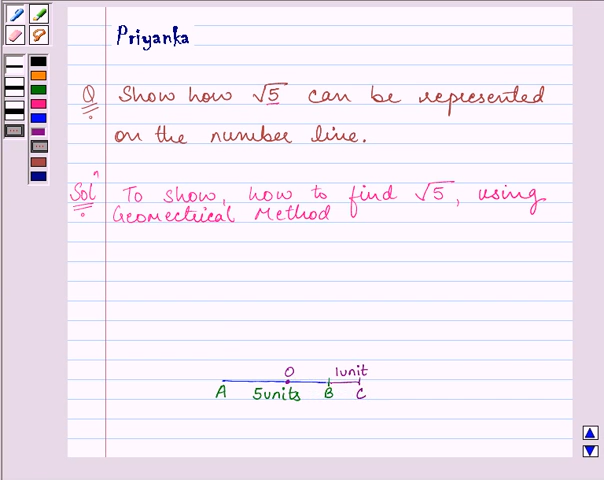 Priyanka
Q Show how √5 can be represented
on the number line.
Solⁿ To show, how to find √5, using
Geomectrical Method
O 1unit
A 5units B C